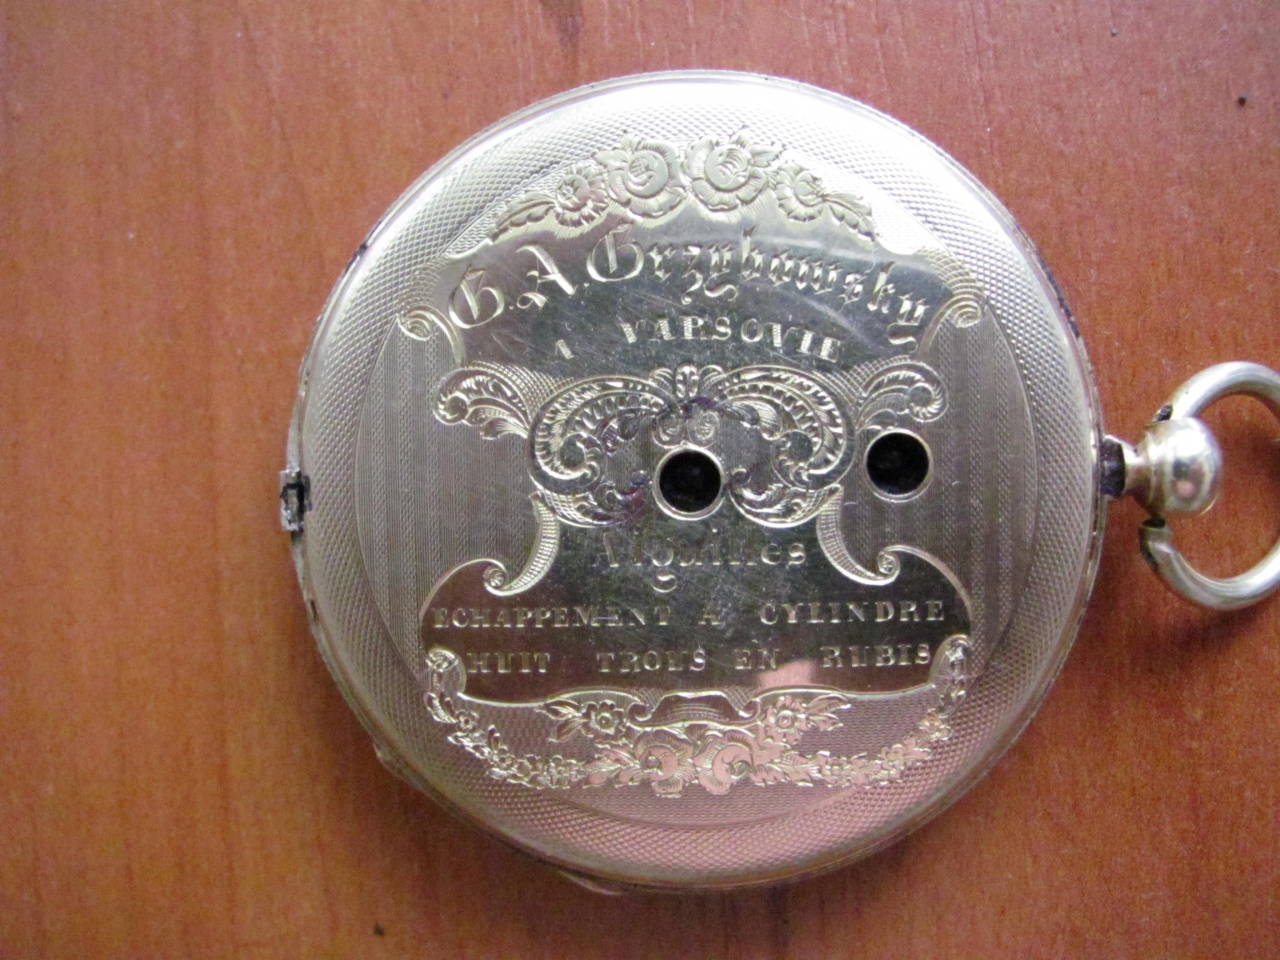 G. A. Grzybowsky
A VARSOVIE
Aiguilles
ECHAPPEMENT A CYLINDRE
HUIT TROUS EN RUBIS